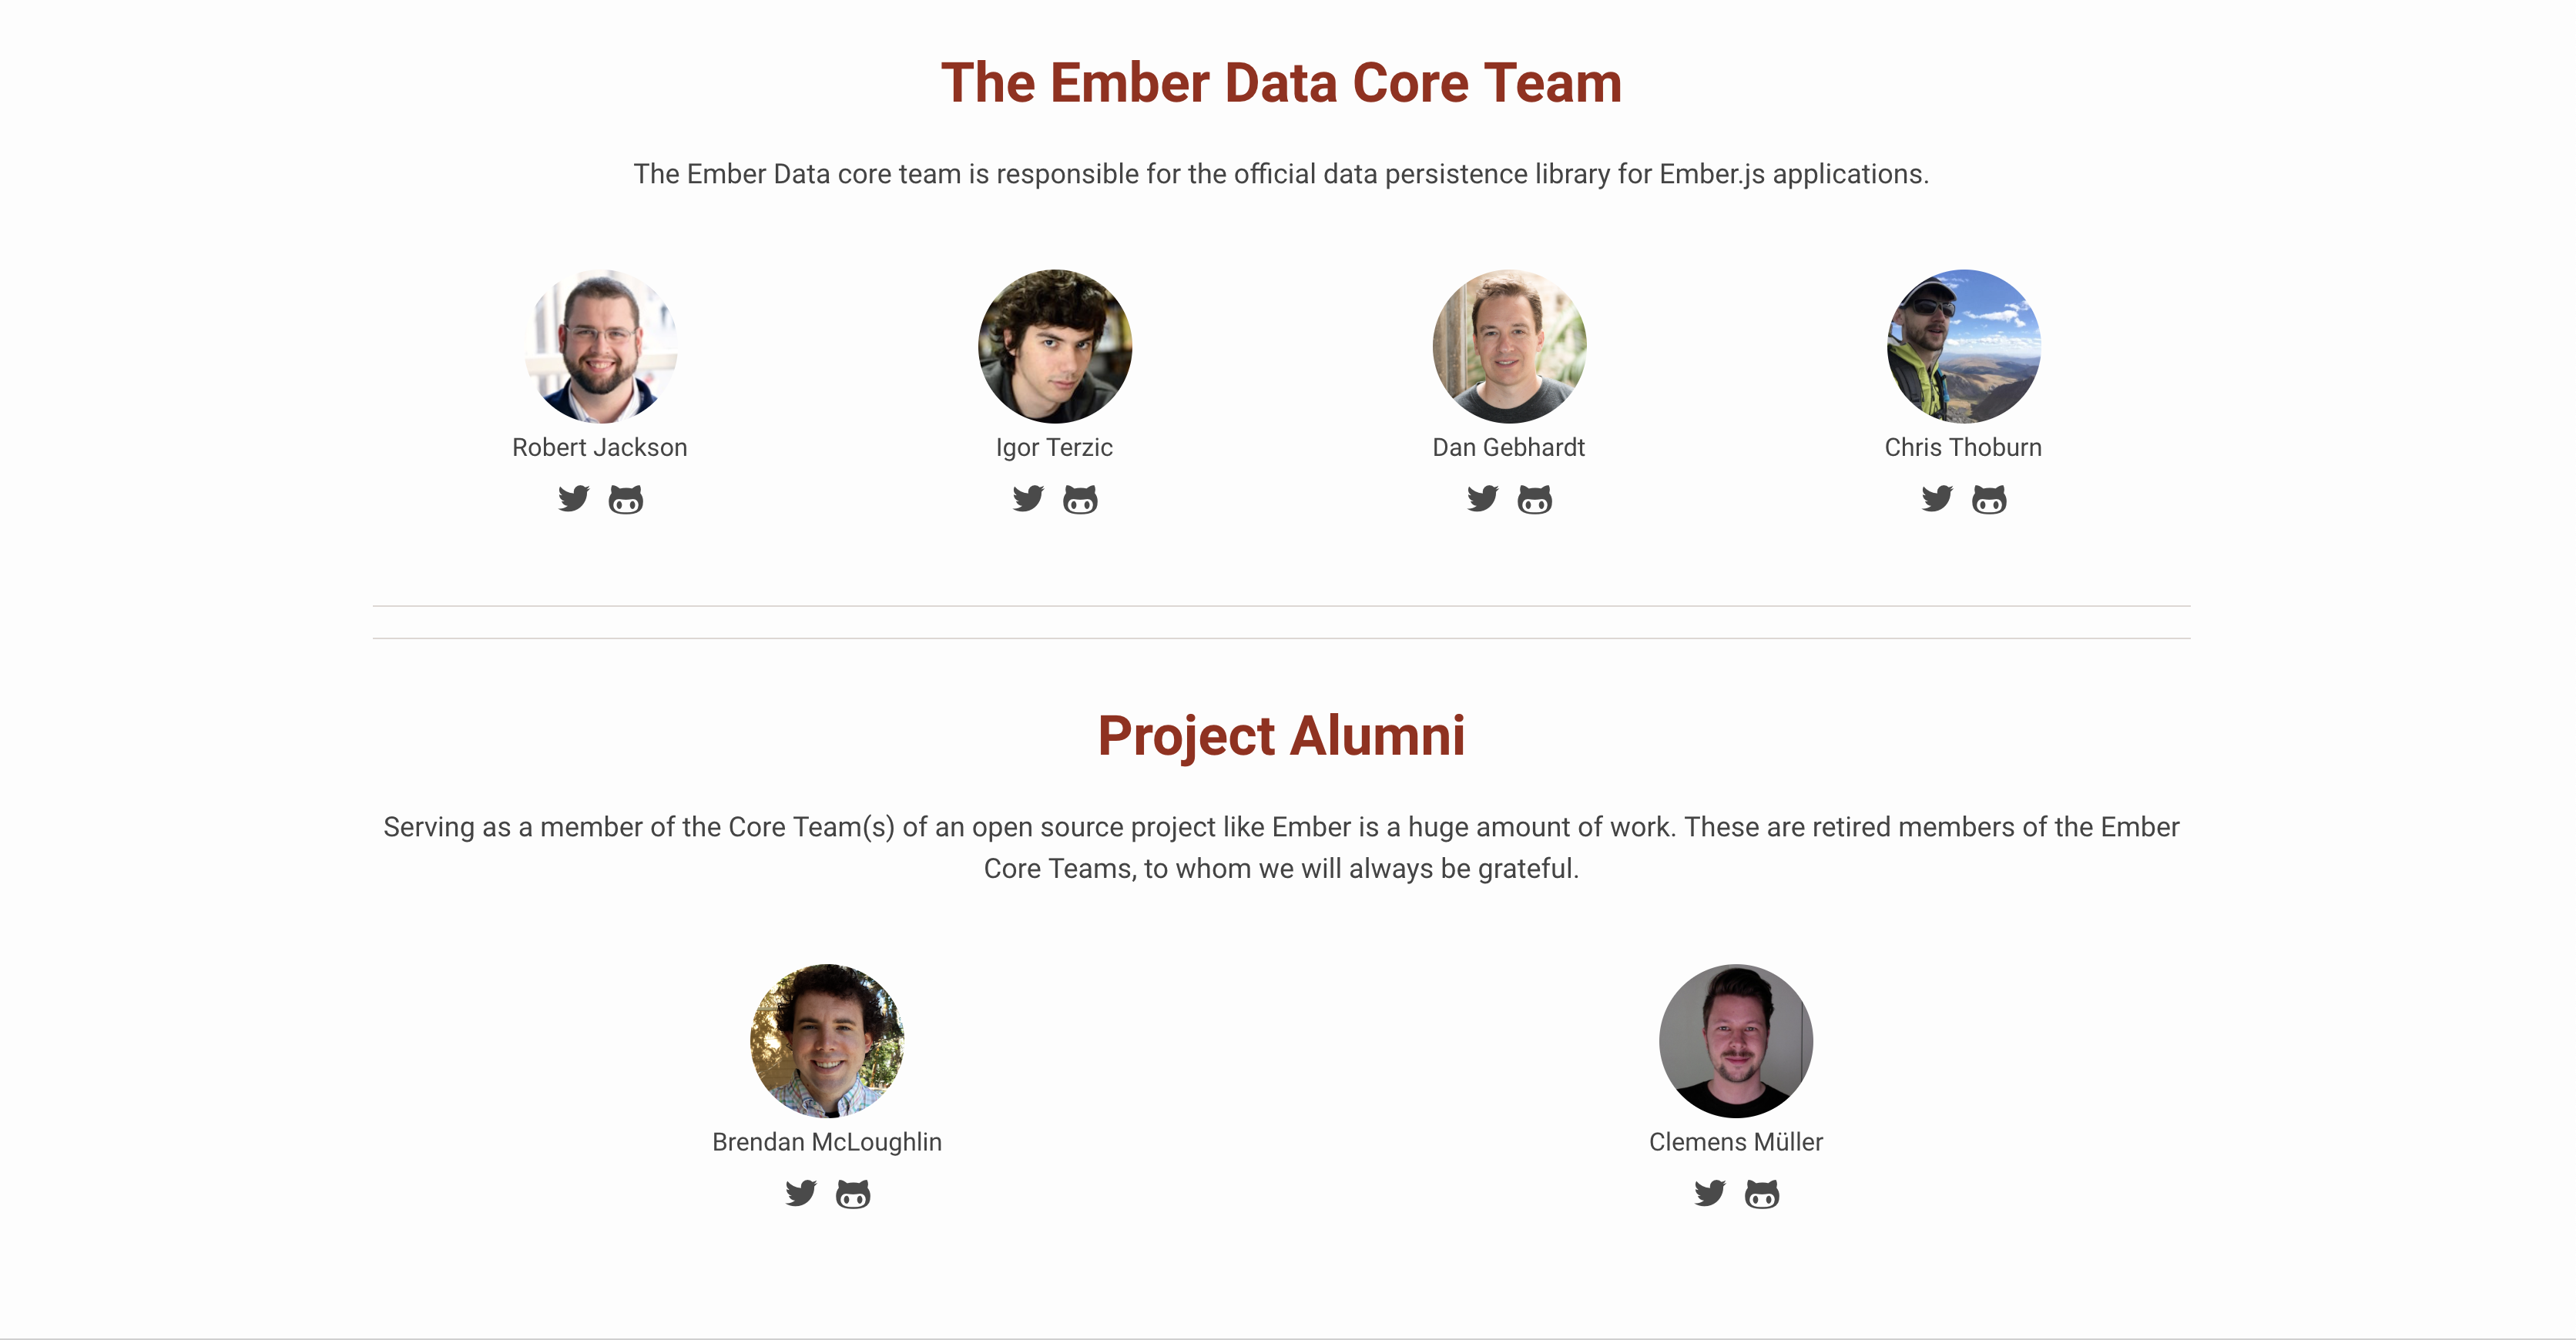 The Ember Data Core Team
The Ember Data core team is responsible for the official data persistence library for Ember.js applications.
Robert Jackson
Igor Terzic
Dan Gebhardt
Chris Thoburn
Project Alumni
Serving as a member of the Core Team(s) of an open source project like Ember is a huge amount of work. These are retired members of the Ember
Core Teams, to whom we will always be grateful.
Brendan McLoughlin
Clemens Müller